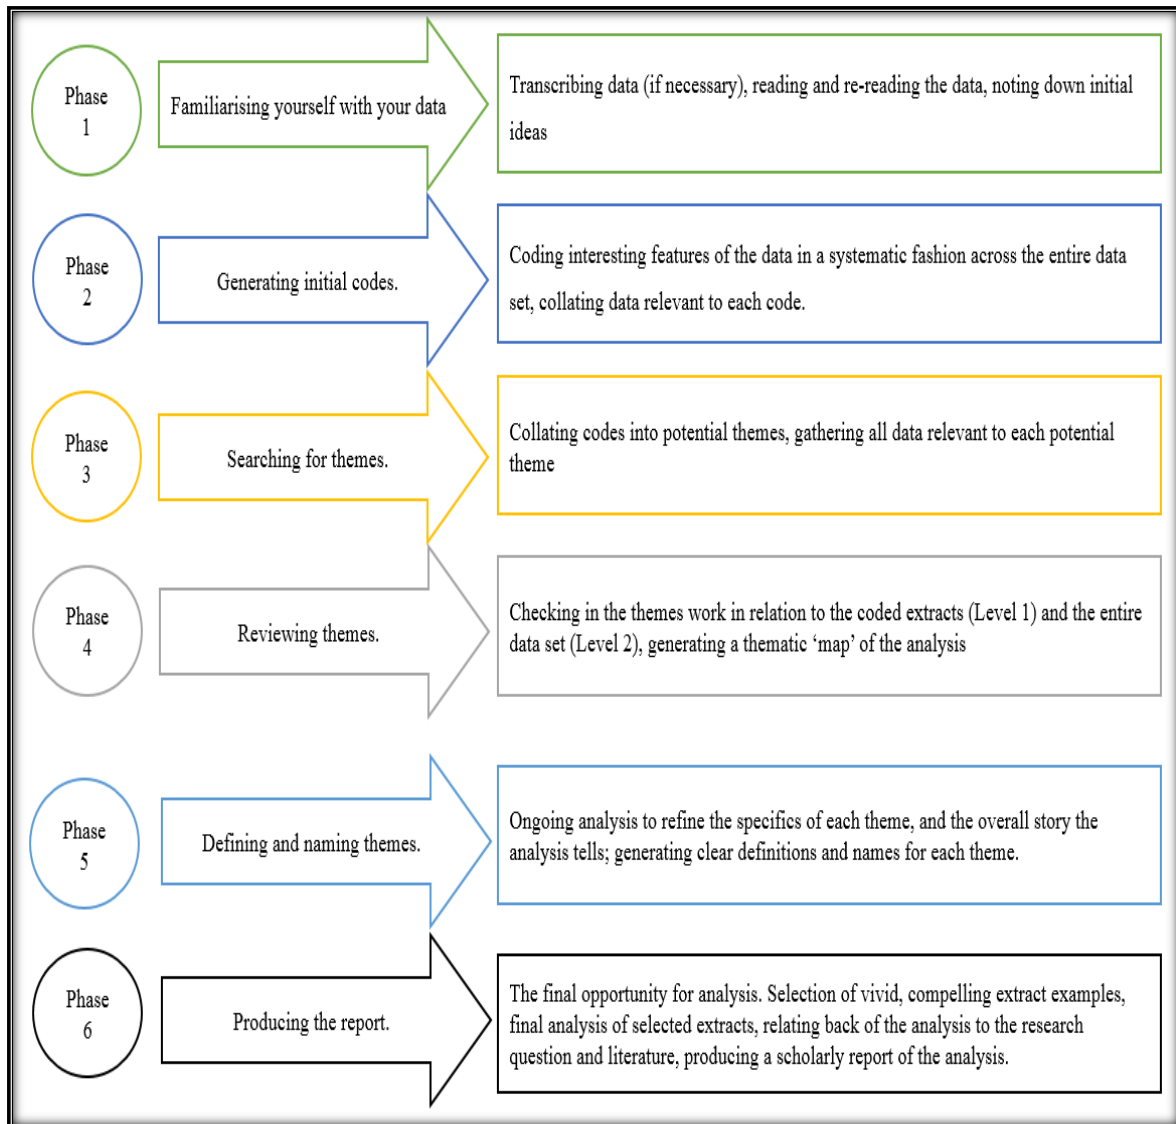 Phase
1
Familiarising yourself with your data
Transcribing data (if necessary), reading and re-reading the data, noting down initial
ideas
Phase
2
Generating initial codes.
Coding interesting features of the data in a systematic fashion across the entire data
set, collating data relevant to each code.
Phase
3
Searching for themes.
Collating codes into potential themes, gathering all data relevant to each potential
theme
Phase
4
Reviewing themes.
Checking in the themes work in relation to the coded extracts (Level 1) and the entire
data set (Level 2), generating a thematic ‘map’ of the analysis
Phase
5
Defining and naming themes.
Ongoing analysis to refine the specifics of each theme, and the overall story the
analysis tells; generating clear definitions and names for each theme.
Phase
6
Producing the report.
The final opportunity for analysis. Selection of vivid, compelling extract examples,
final analysis of selected extracts, relating back of the analysis to the research
question and literature, producing a scholarly report of the analysis.